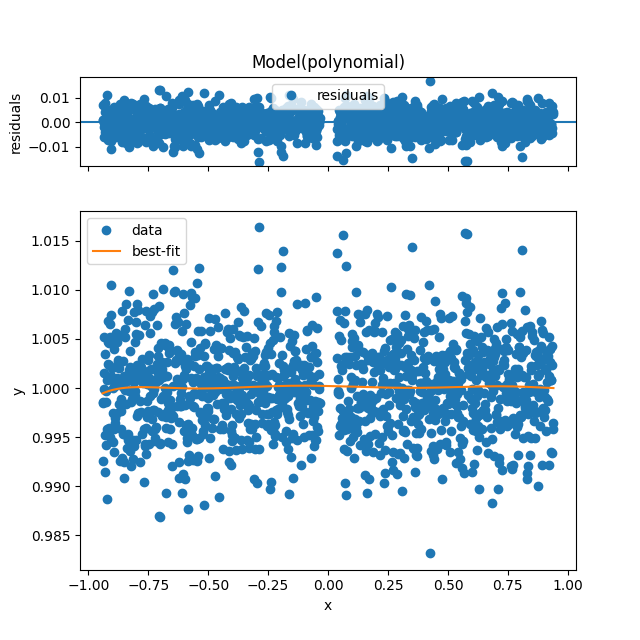 Model(polynomial)
residuals
0.01
0.00
−0.01
residuals
data
best-fit
y
1.015
1.010
1.005
1.000
0.995
0.990
0.985
−1.00 −0.75 −0.50 −0.25 0.00 0.25 0.50 0.75 1.00
x